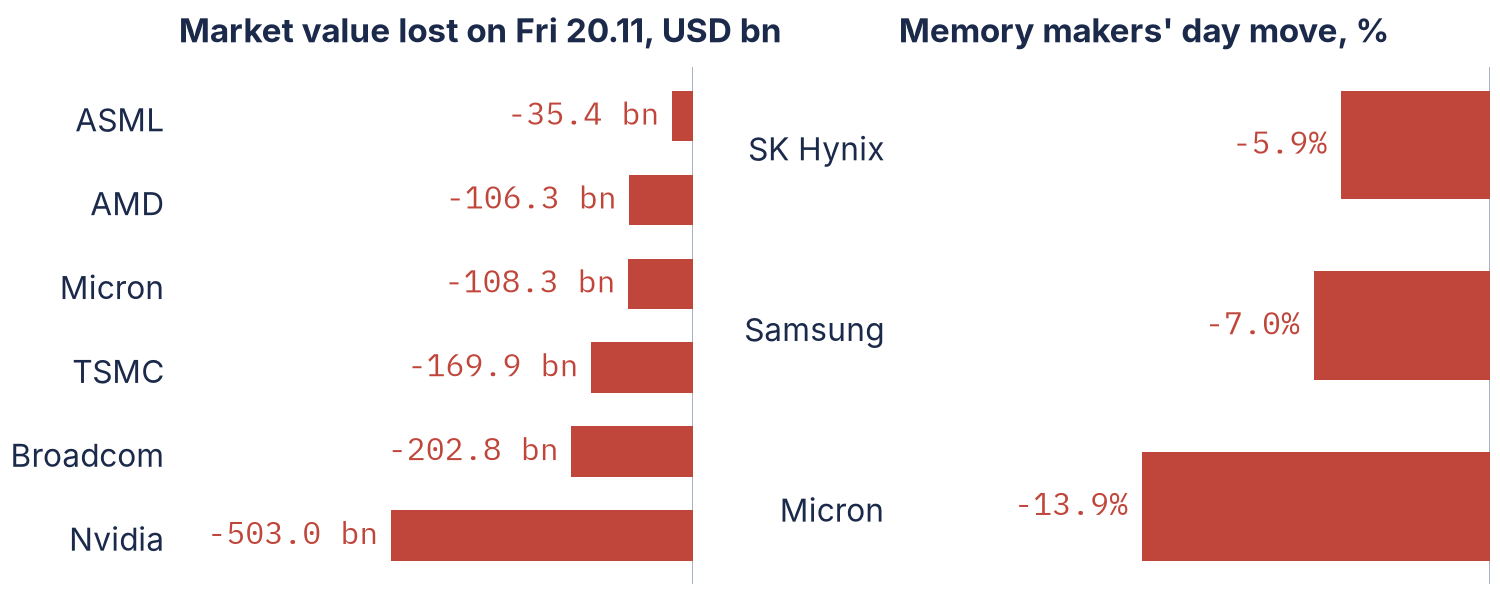 Market value lost on Fri 20.11, USD bn
ASML -35.4 bn
AMD -106.3 bn
Micron -108.3 bn
TSMC -169.9 bn
Broadcom -202.8 bn
Nvidia -503.0 bn
Memory makers' day move, %
SK Hynix -5.9%
Samsung -7.0%
Micron -13.9%